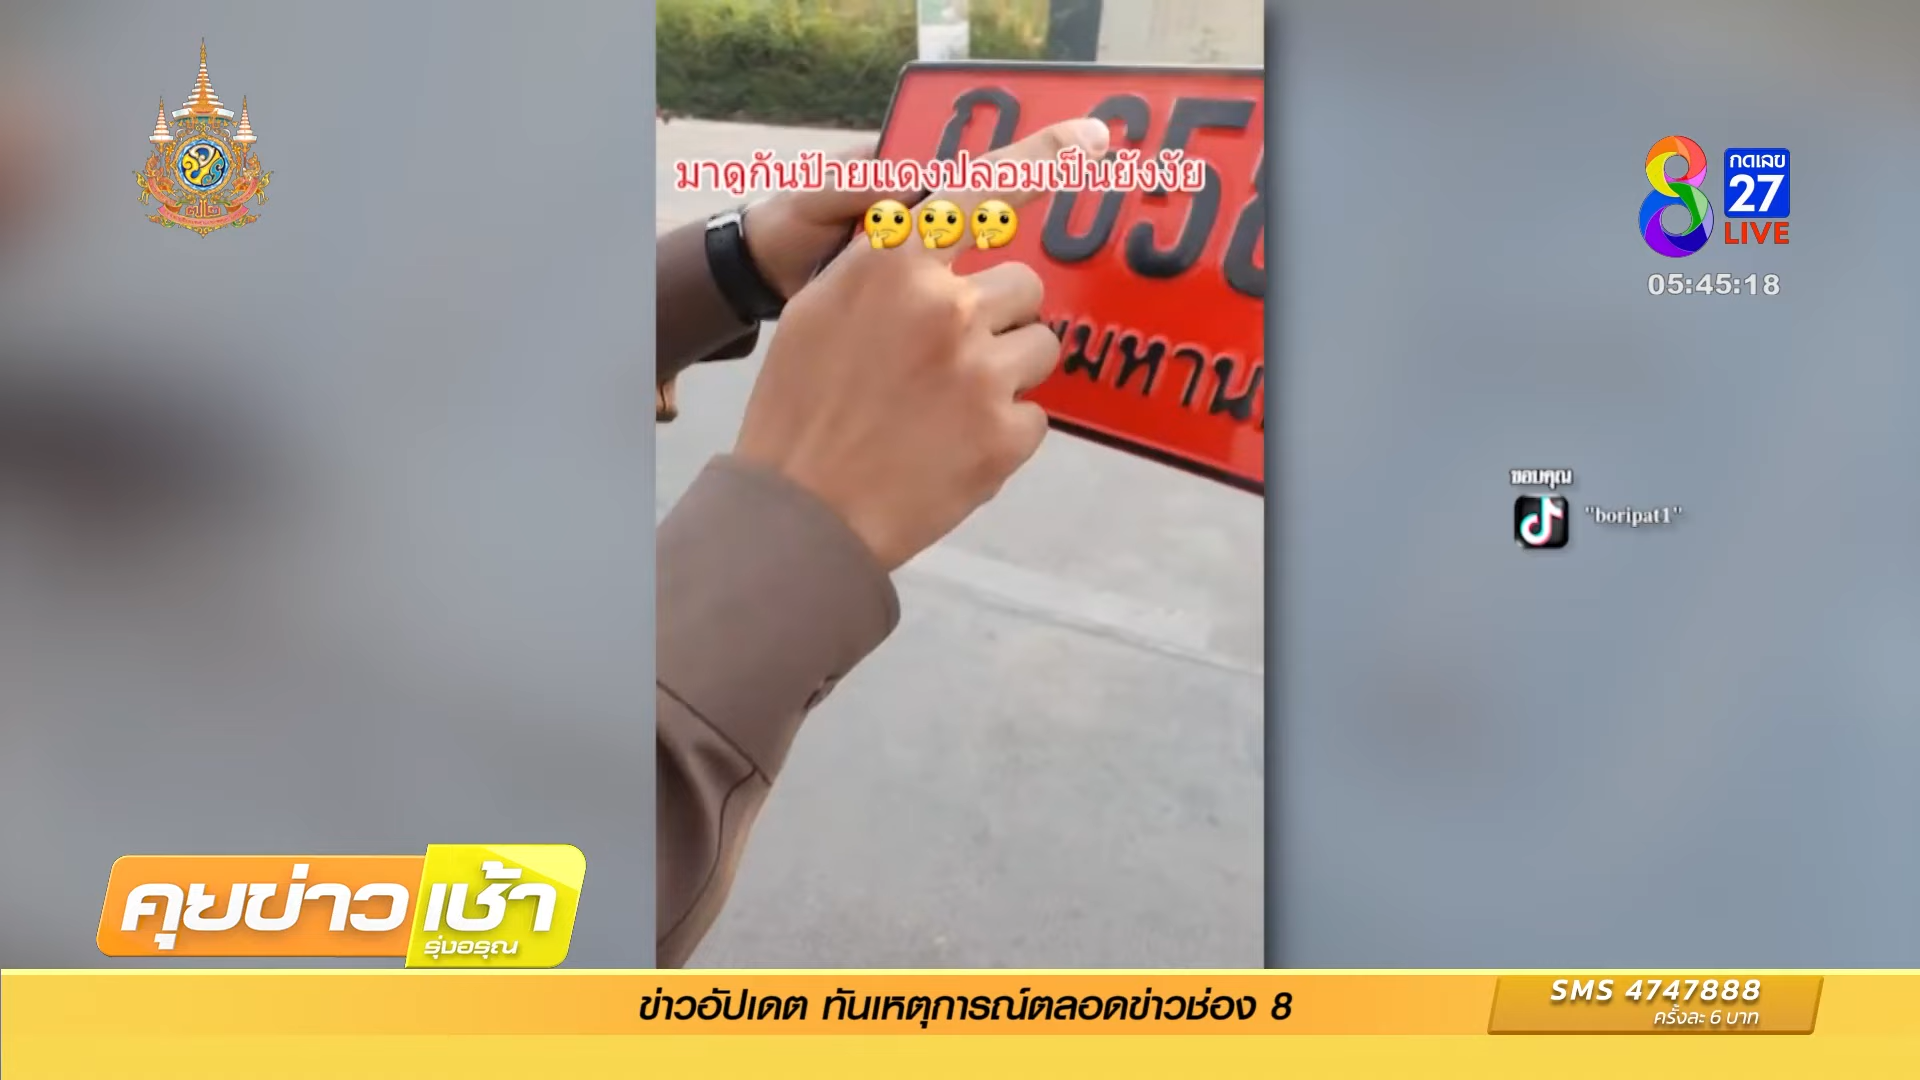 มาดูกันป้ายแดงปลอมเป็นยังงัย
กดเลข
27
LIVE
05:45:18
ขอบคุณ
"boripat1"
คุยข่าวเช้า
รุ่งอรุณ
ข่าวอัปเดต ทันเหตุการณ์ตลอดข่าวช่อง 8
SMS 4747888
ครั้งละ 6 บาท